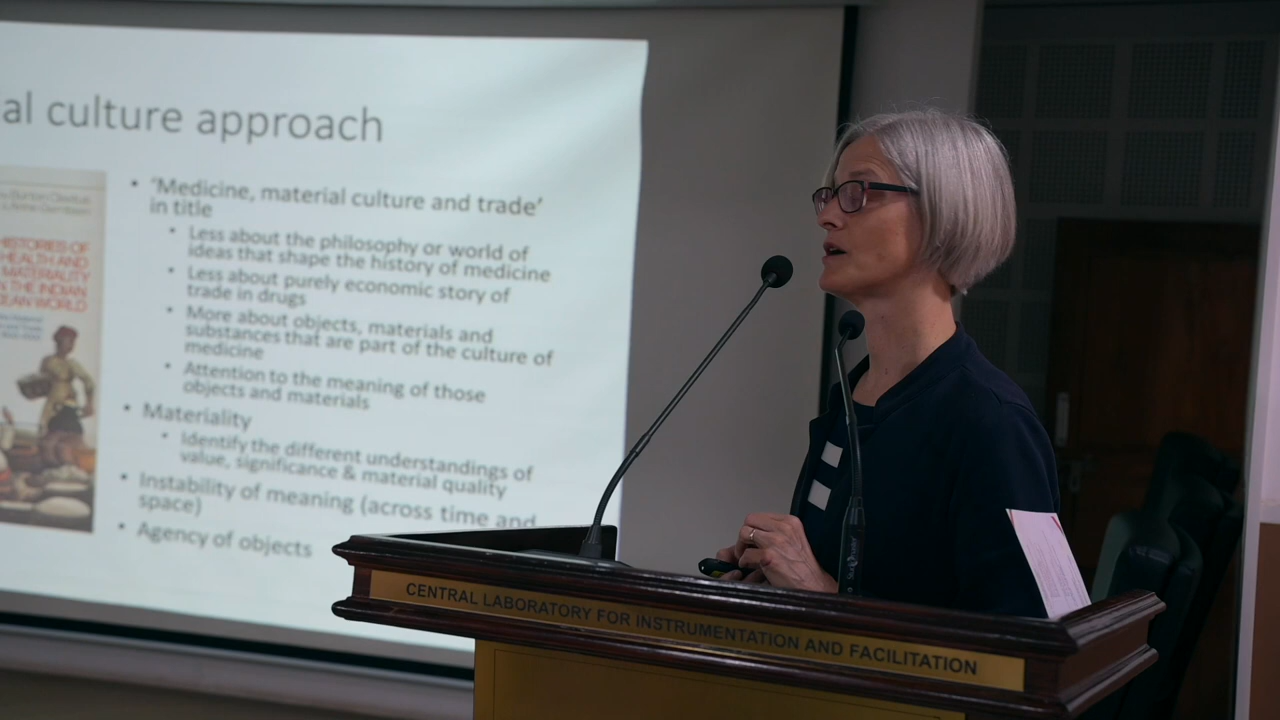 al culture approach
HISTORIES OF
HEALTH AND
MATERIALITY
IN THE INDIAN
OCEAN WORLD
• 'Medicine, material culture and trade'
in title
• Less about the philosophy or world of
ideas that shape the history of medicine
• Less about purely economic story of
trade in drugs
• More about objects, materials and
substances that are part of the culture of
medicine
• Attention to the meaning of those
objects and materials
• Materiality
• Identify the different understandings of
value, significance & material quality
• Instability of meaning (across time and
space)
• Agency of objects
CENTRAL LABORATORY FOR INSTRUMENTATION AND FACILITATION